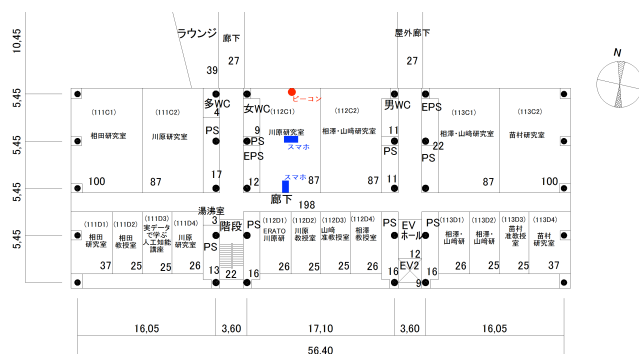 ラウンジ
廊下
屋外廊下
10,45
39
27
27
N
5,45
5,45
5,45
多WC
4
女WC
ビーコン
男WC
EPS
(111C1)
相田研究室
(111C2)
川原研究室
PS
9
PS
EPS
(112C1)
川原研究室
スマホ
(112C2)
相澤・山崎研究室
11
PS
22
PS
(113C1)
相澤・山崎研究室
(113C2)
苗村研究室
100
87
17
12
スマホ
87
87
11
87
100
廊下
198
湯沸室
3
階段
PS
PS
PS
EV
ホール
PS
(111D1)
相田
研究室
37
(111D2)
相田
教授室
25
(111D3)
実データ
で学ぶ
人工知能
講座
25
(111D4)
川原
研究室
26
13
22
16
(112D1)
ERATO
川原研
26
(112D2)
川原
教授室
25
(112D3)
山崎
准教授室
25
(112D4)
相澤
教授室
26
16
12
EV2
9
16
(113D1)
相澤・
山崎研
26
(113D2)
相澤・
山崎研
25
(113D3)
苗村
准教授
室
25
(113D4)
苗村
研究室
37
16,05
3,60
17,10
3,60
16,05
56,40